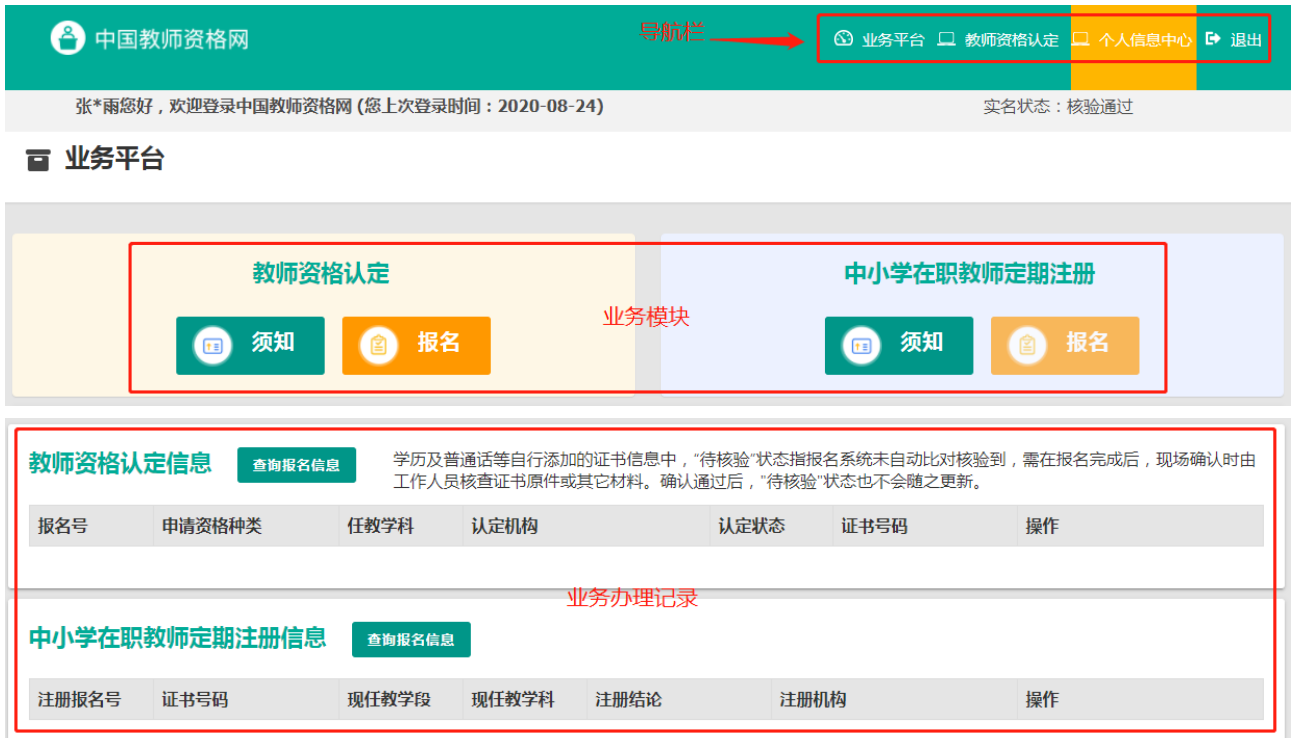 中国教师资格网
导航栏
业务平台 教师资格认定 个人信息中心 退出
张*雨您好，欢迎登录中国教师资格网 (您上次登录时间：2020-08-24)
实名状态：核验通过
业务平台
教师资格认定
中小学在职教师定期注册
业务模块
须知 报名
须知 报名
教师资格认定信息
查询报名信息
学历及普通话等自行添加的证书信息中，"待核验"状态指报名系统未自动比对核验到，需在报名完成后，现场确认时由
工作人员核查证书原件或其它材料。确认通过后，"待核验"状态也不会随之更新。
报名号 申请资格种类 任教学科 认定机构 认定状态 证书号码 操作
业务办理记录
中小学在职教师定期注册信息
查询报名信息
注册报名号 证书号码 现任教学段 现任教学科 注册结论 注册机构 操作